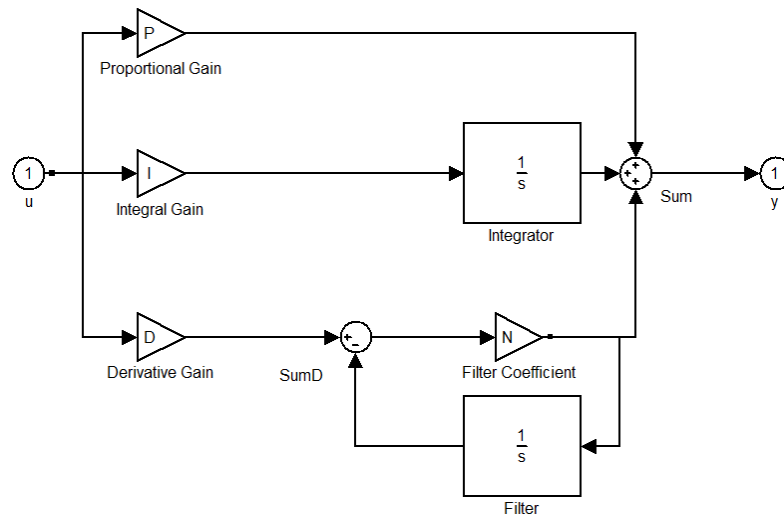 P
Proportional Gain
1
u
I
Integral Gain
1
s
Integrator
+
+
+
Sum
1
y
D
Derivative Gain
+
−
SumD
N
Filter Coefficient
1
s
Filter